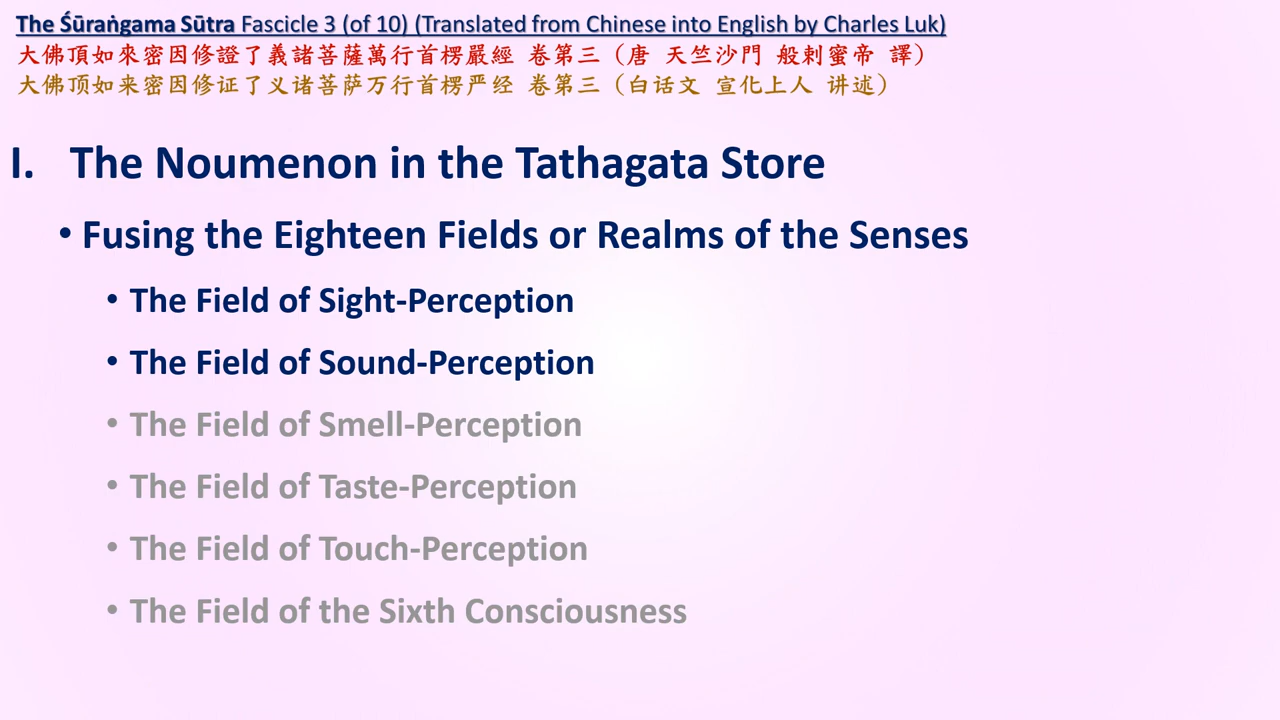 The Śūraṅgama Sūtra Fascicle 3 (of 10) (Translated from Chinese into English by Charles Luk)
大佛頂如來密因修證了義諸菩薩萬行首楞嚴經 卷第三（唐 天竺沙門 般剌蜜帝 譯）
大佛顶如来密因修证了义诸菩萨万行首楞严经 卷第三（白话文 宣化上人 讲述）
I. The Noumenon in the Tathagata Store
• Fusing the Eighteen Fields or Realms of the Senses
• The Field of Sight-Perception
• The Field of Sound-Perception
• The Field of Smell-Perception
• The Field of Taste-Perception
• The Field of Touch-Perception
• The Field of the Sixth Consciousness